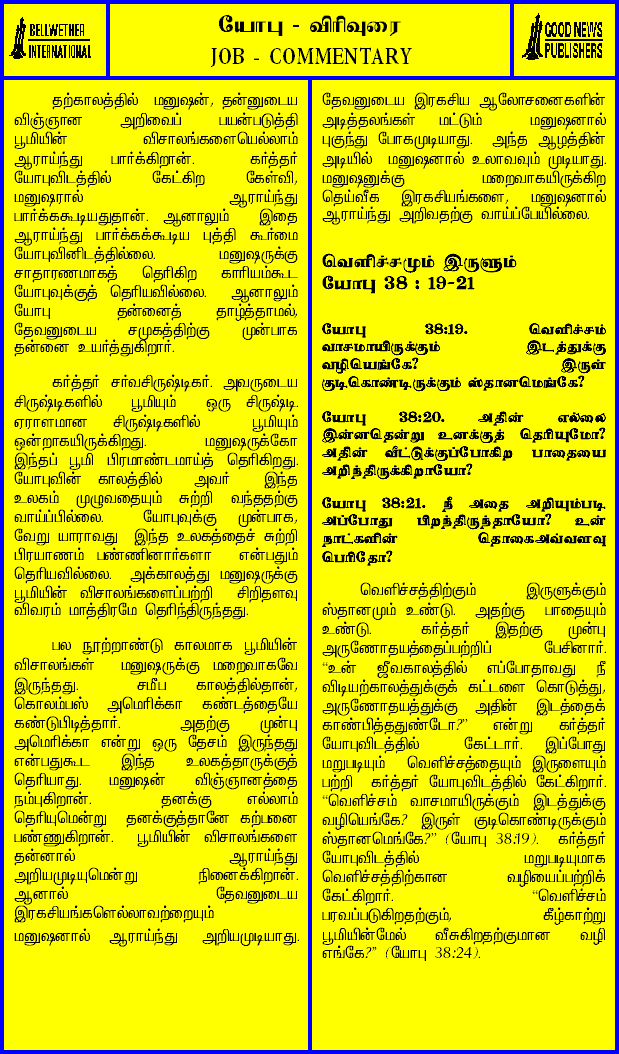 BELLWETHER
INTERNATIONAL
யோபு - விரிவுரை
JOB - COMMENTARY
GOOD NEWS
PUBLISHERS
தற்காலத்தில் மனுஷன், தன்னுடைய
விஞ்ஞான அறிவைப் பயன்படுத்தி
பூமியின் விசாலங்களையெல்லாம்
ஆராய்ந்து பார்க்கிறான். கர்த்தர்
யோபுவிடத்தில் கேட்கிற கேள்வி,
மனுஷரால் ஆராய்ந்து
பார்க்ககூடியதுதான். ஆனாலும் இதை
ஆராய்ந்து பார்க்கக்கூடிய புத்தி கூர்மை
யோபுவினிடத்தில்லை. மனுஷருக்கு
சாதாரணமாகத் தெரிகிற காரியம்கூட
யோபுவுக்குத் தெரியவில்லை. ஆனாலும்
யோபு தன்னைத் தாழ்த்தாமல்,
தேவனுடைய சமுகத்திற்கு முன்பாக
தன்னை உயர்த்துகிறார்.
கர்த்தர் சர்வசிருஷ்டிகர். அவருடைய
சிருஷ்டிகளில் பூமியும் ஒரு சிருஷ்டி.
ஏராளமான சிருஷ்டிகளில் பூமியும்
ஒன்றாகயிருக்கிறது. மனுஷருக்கோ
இந்தப் பூமி பிரமாண்டமாய்த் தெரிகிறது.
யோபுவின் காலத்தில் அவர் இந்த
உலகம் முழுவதையும் சுற்றி வந்ததற்கு
வாய்ப்பில்லை. யோபுவுக்கு முன்பாக,
வேறு யாராவது இந்த உலகத்தைச் சுற்றி
பிரயாணம் பண்ணினார்களா என்பதும்
தெரியவில்லை. அக்காலத்து மனுஷருக்கு
பூமியின் விசாலங்களைப்பற்றி சிறிதளவு
விவரம் மாத்திரமே தெரிந்திருந்தது.
பல நூற்றாண்டு காலமாக பூமியின்
விசாலங்கள் மனுஷருக்கு மறைவாகவே
இருந்தது. சமீப காலத்தில்தான்,
கொலம்பஸ் அமெரிக்கா கண்டத்தையே
கண்டுபிடித்தார். அதற்கு முன்பு
அமெரிக்கா என்று ஒரு தேசம் இருந்தது
என்பதுகூட இந்த உலகத்தாருக்குத்
தெரியாது. மனுஷன் விஞ்ஞானத்தை
நம்புகிறான். தனக்கு எல்லாம்
தெரியுமென்று தனக்குத்தானே கற்பனை
பண்ணுகிறான். பூமியின் விசாலங்களை
தன்னால் ஆராய்ந்து
அறியமுடியுமென்று நினைக்கிறான்.
ஆனால் தேவனுடைய
இரகசியங்களெல்லாவற்றையும்
மனுஷனால் ஆராய்ந்து அறியமுடியாது.
தேவனுடைய இரகசிய ஆலோசனைகளின்
அடித்தலங்கள் மட்டும் மனுஷனால்
புகுந்து போகமுடியாது. அந்த ஆழத்தின்
அடியில் மனுஷனால் உலாவவும் முடியாது.
மனுஷனுக்கு மறைவாகயிருக்கிற
தெய்வீக இரகசியங்களை, மனுஷனால்
ஆராய்ந்து அறிவதற்கு வாய்ப்பேயில்லை.
வெளிச்சமும் இருளும்
யோபு 38 : 19-21
யோபு 38:19. வெளிச்சம்
வாசமாயிருக்கும் இடத்துக்கு
வழியெங்கே? இருள்
குடிகொண்டிருக்கும் ஸ்தானமெங்கே?
யோபு 38:20. அதின் எல்லை
இன்னதென்று உனக்குத் தெரியுமோ?
அதின் வீட்டுக்குப்போகிற பாதையை
அறிந்திருக்கிறாயோ?
யோபு 38:21. நீ அதை அறியும்படி,
அப்போது பிறந்திருந்தாயோ? உன்
நாட்களின் தொகைஅவ்வளவு
பெரிதோ?
வெளிச்சத்திற்கும் இருளுக்கும்
ஸ்தானமும் உண்டு. அதற்கு பாதையும்
உண்டு. கர்த்தர் இதற்கு முன்பு
அருணோதயத்தைப்பற்றிப் பேசினார்.
“உன் ஜீவகாலத்தில் எப்போதாவது நீ
விடியற்காலத்துக்குக் கட்டளை கொடுத்து,
அருணோதயத்துக்கு அதின் இடத்தைக்
காண்பித்ததுண்டோ?” என்று கர்த்தர்
யோபுவிடத்தில் கேட்டார். இப்போது
மறுபடியும் வெளிச்சத்தையும் இருளையும்
பற்றி கர்த்தர் யோபுவிடத்தில் கேட்கிறார்.
“வெளிச்சம் வாசமாயிருக்கும் இடத்துக்கு
வழியெங்கே? இருள் குடிகொண்டிருக்கும்
ஸ்தானமெங்கே?” (யோபு 38:19). கர்த்தர்
யோபுவிடத்தில் மறுபடியுமாக
வெளிச்சத்திற்கான வழியைப்பற்றிக்
கேட்கிறார். “வெளிச்சம்
பரவப்படுகிறதற்கும், கீழ்காற்று
பூமியின்மேல் வீசுகிறதற்குமான வழி
எங்கே?” (யோபு 38:24).